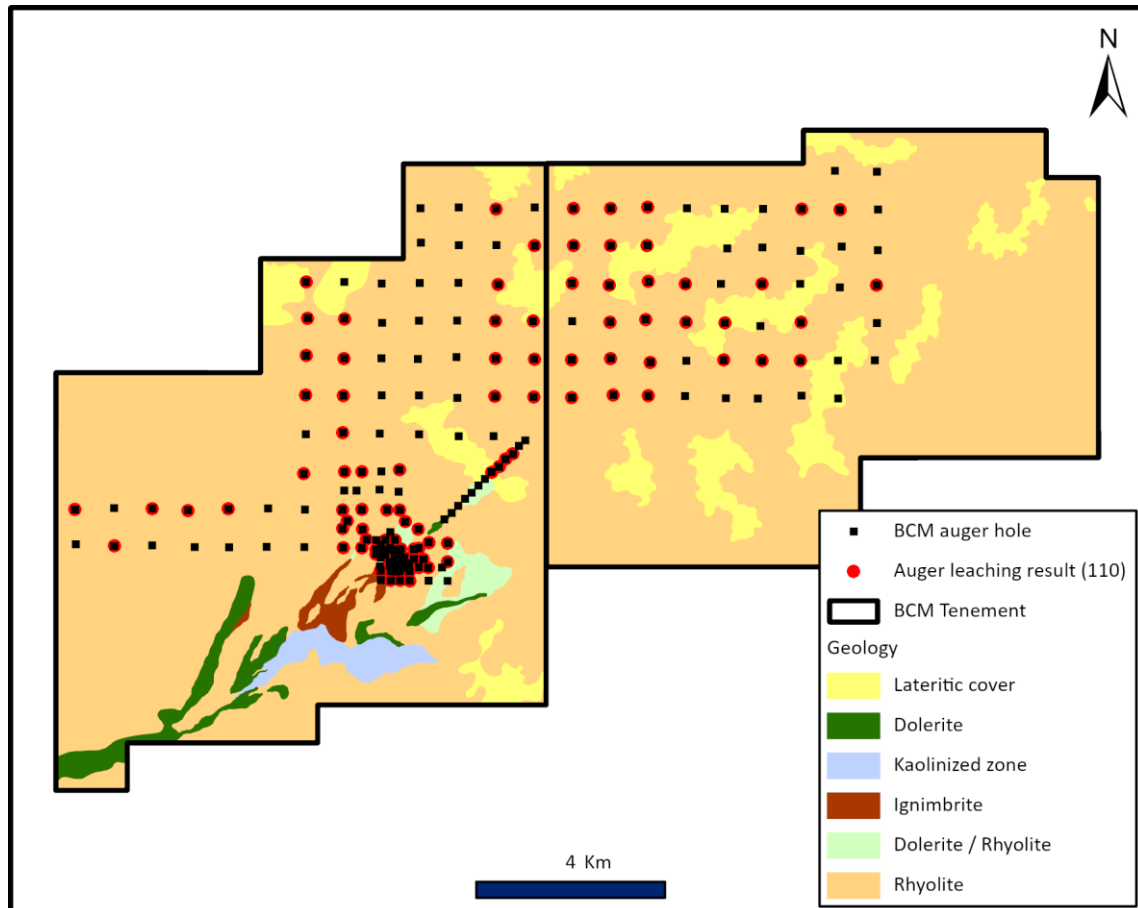 N
BCM auger hole
Auger leaching result (110)
BCM Tenement
Geology
Lateritic cover
Dolerite
Kaolinized zone
Ignimbrite
Dolerite / Rhyolite
Rhyolite
4 Km